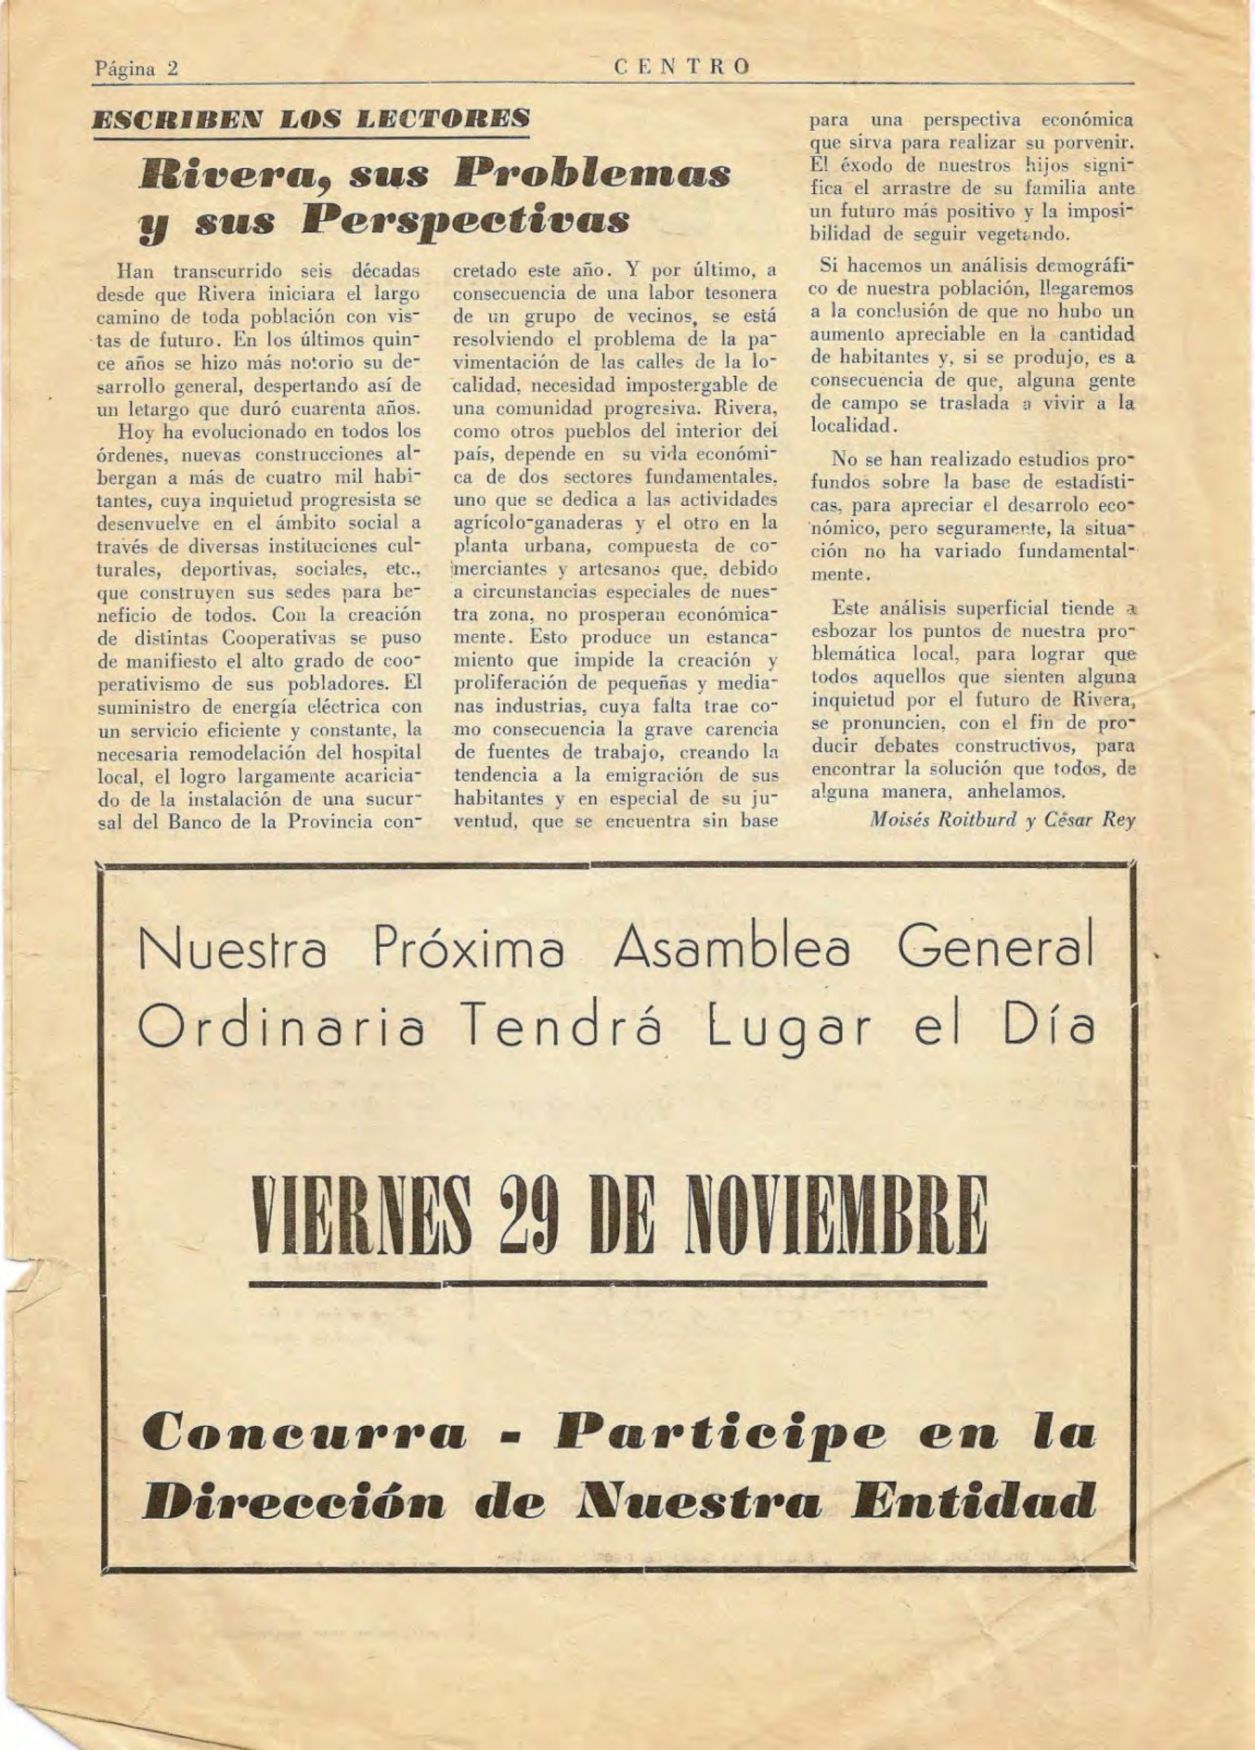 Página 2
CENTRO
ESCRIBEN LOS LECTORES
Rivera, sus Problemas
y sus Perspectivas
Han transcurrido seis décadas
desde que Rivera iniciara el largo
camino de toda población con vis-
tas de futuro. En los últimos quin-
ce años se hizo más notorio su de-
sarrollo general, despertando así de
un letargo que duró cuarenta años.
Hoy ha evolucionado en todos los
órdenes, nuevas construcciones al-
bergan a más de cuatro mil habi-
tantes, cuya inquietud progresista se
desenvuelve en el ámbito social a
través de diversas instituciones cul-
turales, deportivas, sociales, etc.,
que construyen sus sedes para be-
neficio de todos. Con la creación
de distintas Cooperativas se puso
de manifiesto el alto grado de coo-
perativismo de sus pobladores. El
suministro de energía eléctrica con
un servicio eficiente y constante, la
necesaria remodelación del hospital
local, el logro largamente acaricia-
do de la instalación de una sucur-
sal del Banco de la Provincia con-
cretado este año. Y por último, a
consecuencia de una labor tesonera
de un grupo de vecinos, se está
resolviendo el problema de la pa-
vimentación de las calles de la lo-
calidad, necesidad impostergable de
una comunidad progresiva. Rivera,
como otros pueblos del interior del
país, depende en su vida económi-
ca de dos sectores fundamentales,
uno que se dedica a las actividades
agrícolo-ganaderas y el otro en la
planta urbana, compuesta de co-
merciantes y artesanos que, debido
a circunstancias especiales de nues-
tra zona, no prosperan económica-
mente. Esto produce un estanca-
miento que impide la creación y
proliferación de pequeñas y media-
nas industrias, cuya falta trae co-
mo consecuencia la grave carencia
de fuentes de trabajo, creando la
tendencia a la emigración de sus
habitantes y en especial de su ju-
ventud, que se encuentra sin base
para una perspectiva económica
que sirva para realizar su porvenir.
El éxodo de nuestros hijos signi-
fica el arrastre de su familia ante
un futuro más positivo y la imposi-
bilidad de seguir vegetando.
Si hacemos un análisis demográfi-
co de nuestra población, llegaremos
a la conclusión de que no hubo un
aumento apreciable en la cantidad
de habitantes y, si se produjo, es a
consecuencia de que, alguna gente
de campo se traslada a vivir a la
localidad.
No se han realizado estudios pro-
fundos sobre la base de estadísti-
cas, para apreciar el desarrolo eco-
nómico, pero seguramente, la situa-
ción no ha variado fundamental-
mente.
Este análisis superficial tiende a
esbozar los puntos de nuestra pro-
blemática local, para lograr que
todos aquellos que sienten alguna
inquietud por el futuro de Rivera,
se pronuncien, con el fin de pro-
ducir debates constructivos, para
encontrar la solución que todos, de
alguna manera, anhelamos.
Moisés Roitburd y César Rey
Nuestra Próxima Asamblea General
Ordinaria Tendrá Lugar el Día
VIERNES 29 DE NOVIEMBRE
Concurra - Participe en la
Dirección de Nuestra Entidad